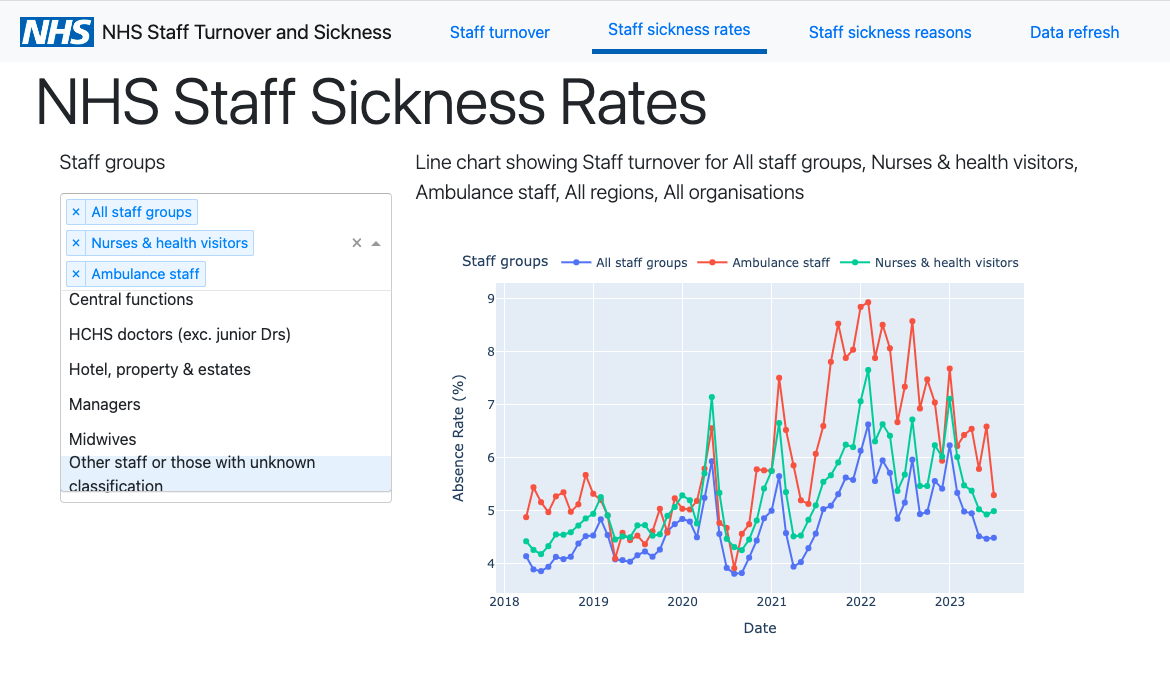 NHS NHS Staff Turnover and Sickness Staff turnover Staff sickness rates Staff sickness reasons Data refresh
NHS Staff Sickness Rates
Staff groups
× All staff groups
× Nurses & health visitors ×
× Ambulance staff
Central functions
HCHS doctors (exc. junior Drs)
Hotel, property & estates
Managers
Midwives
Other staff or those with unknown
classification
Line chart showing Staff turnover for All staff groups, Nurses & health visitors,
Ambulance staff, All regions, All organisations
Staff groups All staff groups Ambulance staff Nurses & health visitors
Absence Rate (%)
9
8
7
6
5
4
2018 2019 2020 2021 2022 2023
Date